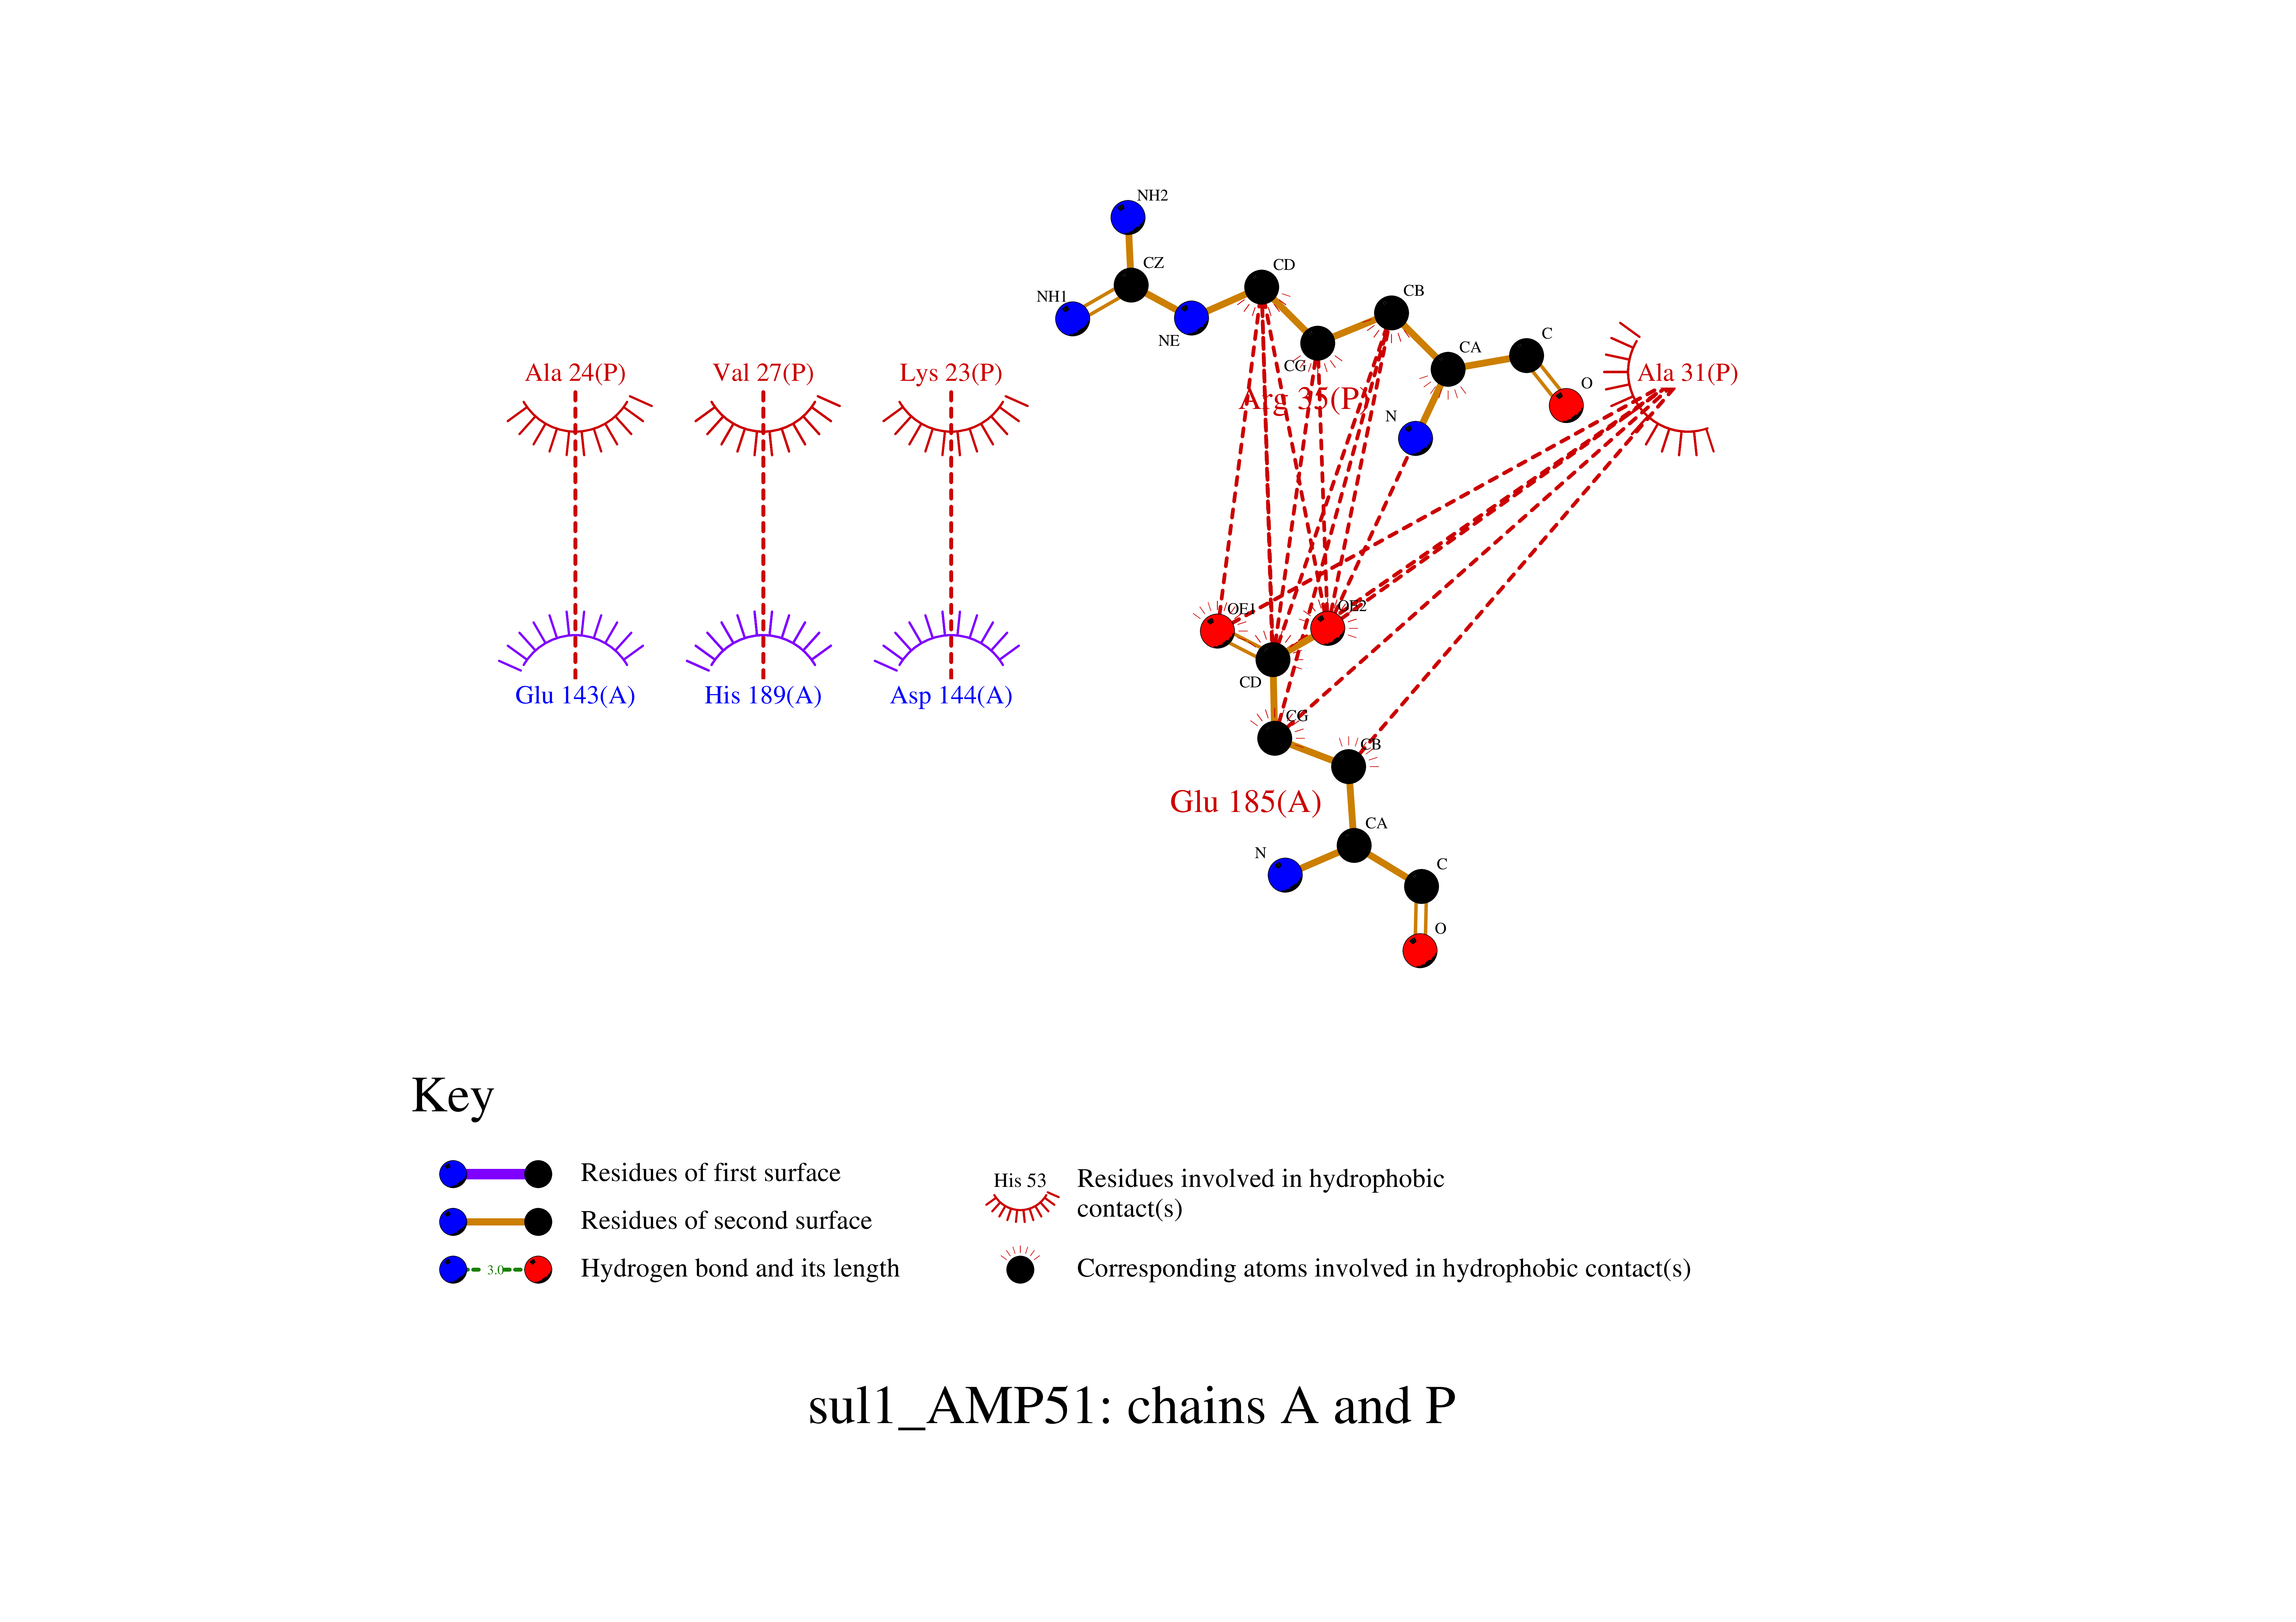 NH2
CZ
CD
NH1
CB
NE
C
CG
CA
O
Ala 24(P)
Val 27(P)
Lys 23(P)
Arg 35(P)
Ala 31(P)
N
OE1
OE2
CD
Glu 143(A)
His 189(A)
Asp 144(A)
CG
CB
Glu 185(A)
CA
N
C
O
Key
Residues of first surface
Residues of second surface
3.0
Hydrogen bond and its length
His 53
Residues involved in hydrophobic
contact(s)
Corresponding atoms involved in hydrophobic contact(s)
sul1_AMP51: chains A and P